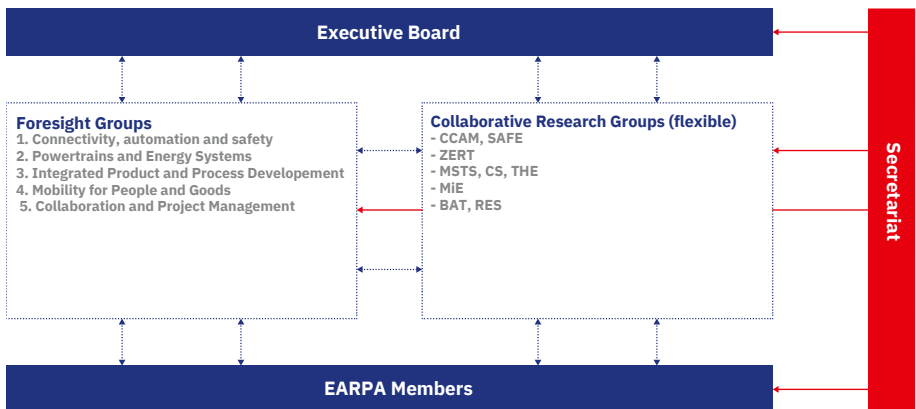 Executive Board
Foresight Groups
1. Connectivity, automation and safety
2. Powertrains and Energy Systems
3. Integrated Product and Process Developement
4. Mobility for People and Goods
5. Collaboration and Project Management
Collaborative Research Groups (flexible)
- CCAM, SAFE
- ZERT
- MSTS, CS, THE
- MiE
- BAT, RES
Secretariat
EARPA Members